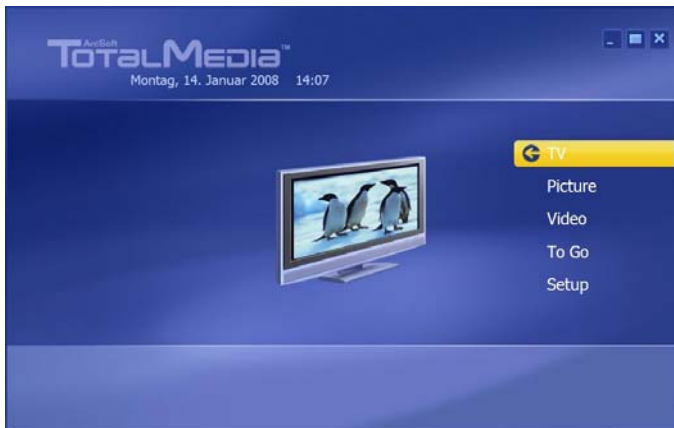 ArcSoft
TOTALMEDIA™
Montag, 14. Januar 2008 14:07
TV
Picture
Video
To Go
Setup